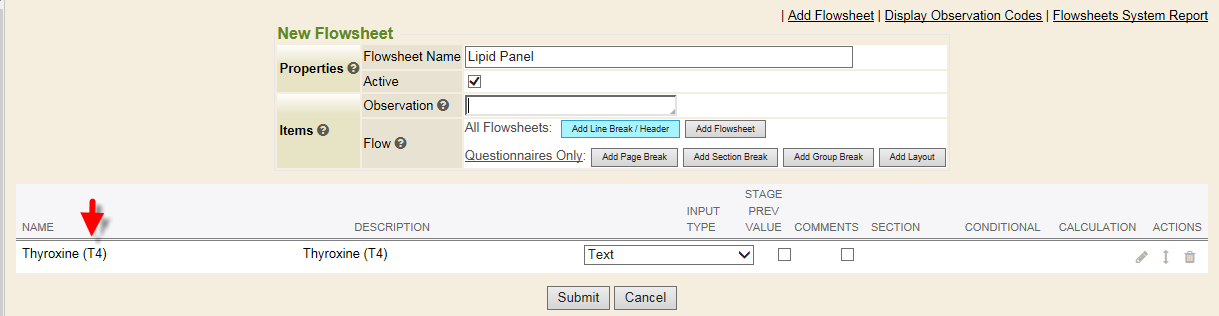 | Add Flowsheet | Display Observation Codes | Flowsheets System Report
New Flowsheet
Properties ? Flowsheet Name Lipid Panel
Active
Items ? Observation ?
Flow ? All Flowsheets: Add Line Break / Header Add Flowsheet
Questionnaires Only: Add Page Break Add Section Break Add Group Break Add Layout
NAME DESCRIPTION INPUT TYPE STAGE PREV VALUE COMMENTS SECTION CONDITIONAL CALCULATION ACTIONS
Thyroxine (T4) Thyroxine (T4) Text
Submit Cancel